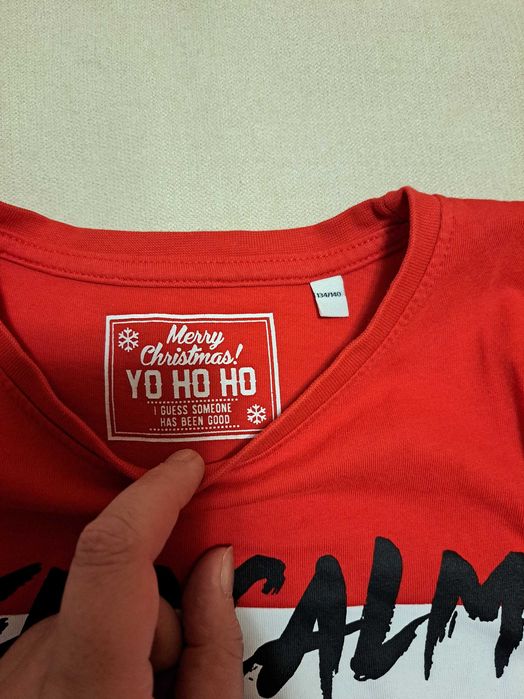 134/140
Merry
Christmas!
YO HO HO
I GUESS SOMEONE
HAS BEEN GOOD
CALM